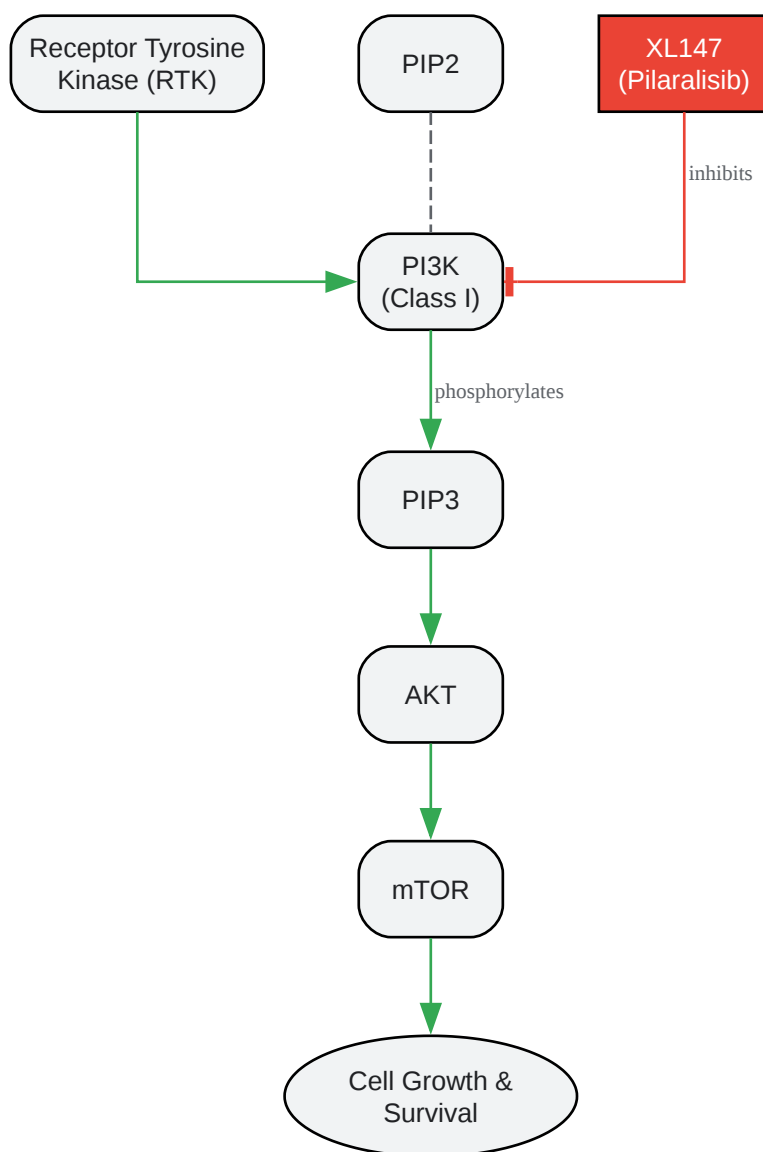 Receptor Tyrosine
Kinase (RTK)
PIP2
XL147
(Pilaralisib)
inhibits
PI3K
(Class I)
phosphorylates
PIP3
AKT
mTOR
Cell Growth &
Survival